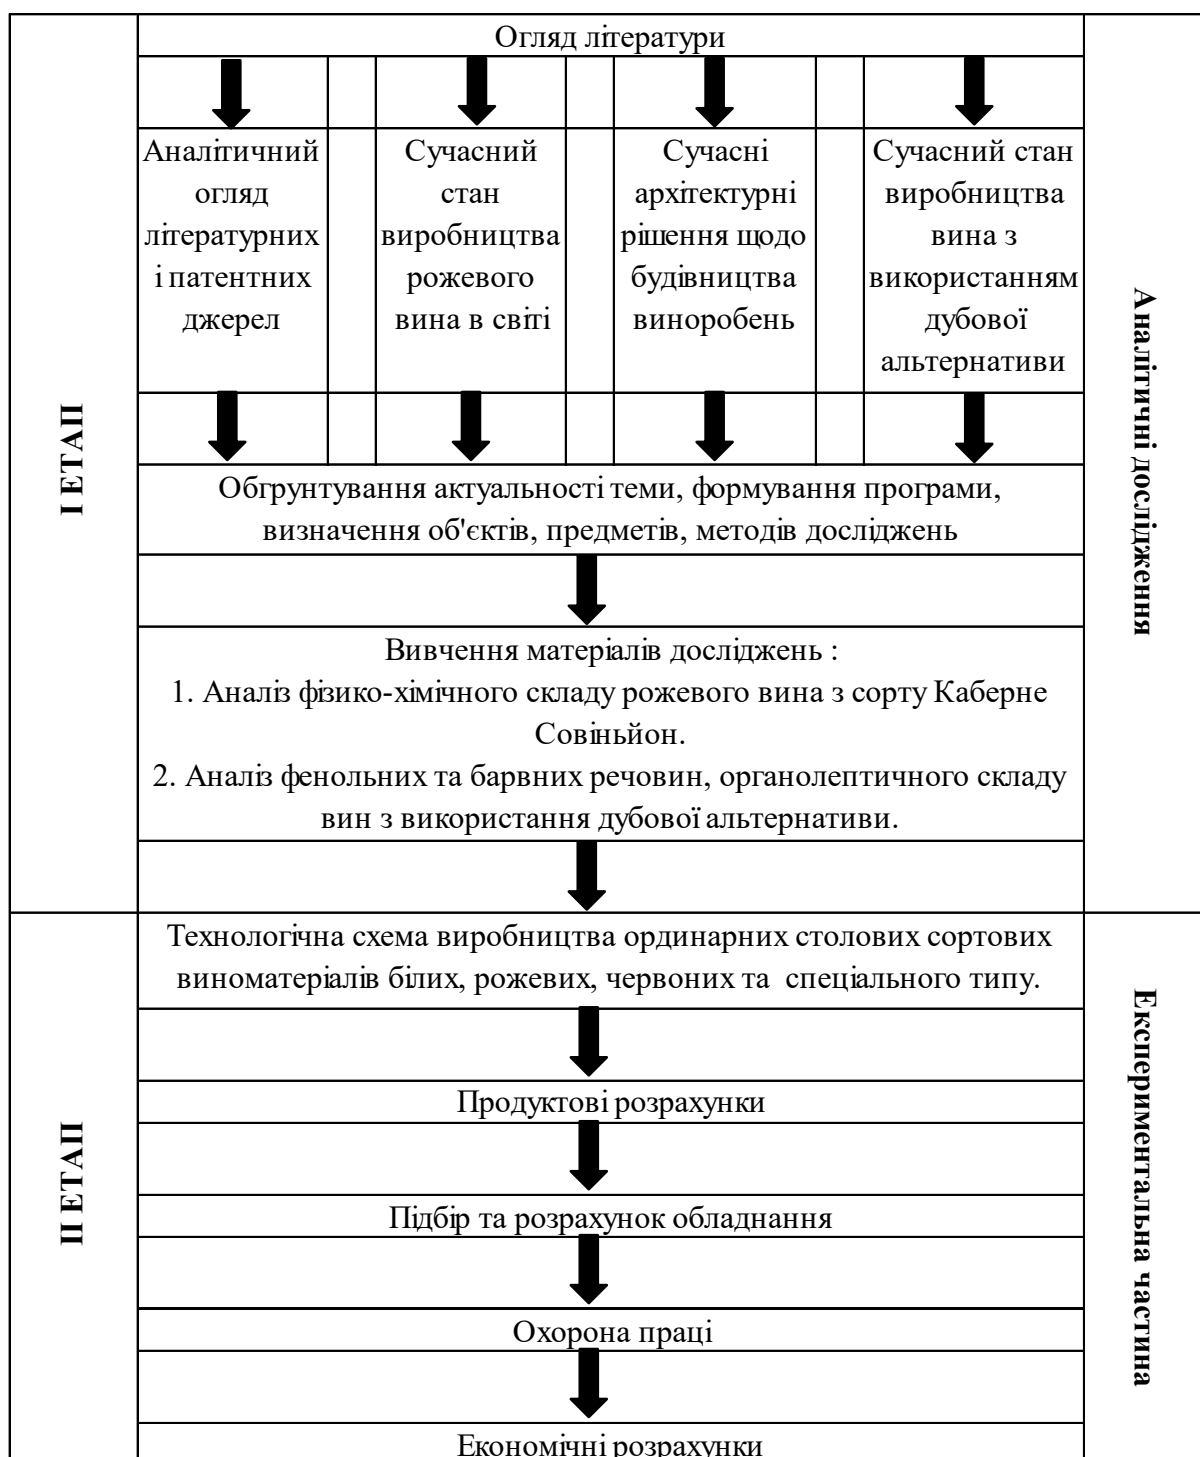 Огляд літератури
Аналітичний
огляд
літературних
і патентних
джерел
Сучасний
стан
виробництва
рожевого
вина в світі
Сучасні
архітектурні
рішення щодо
будівництва
виноробень
Сучасний стан
виробництва
вина з
використанням
дубової
альтернативи
І ЕТАП
Аналітичні дослідження
Обгрунтування актуальності теми, формування програми,
визначення об'єктів, предметів, методів досліджень
Вивчення матеріалів досліджень :
1. Аналіз фізико-хімічного складу рожевого вина з сорту Каберне
Совіньйон.
2. Аналіз фенольних та барвних речовин, органолептичного складу
вин з використання дубової альтернативи.
Технологічна схема виробництва ординарних столових сортових
виноматеріалів білих, рожевих, червоних та спеціального типу.
ІІ ЕТАП
Експериментальна частина
Продуктові розрахунки
Підбір та розрахунок обладнання
Охорона праці
Економічні розрахунки